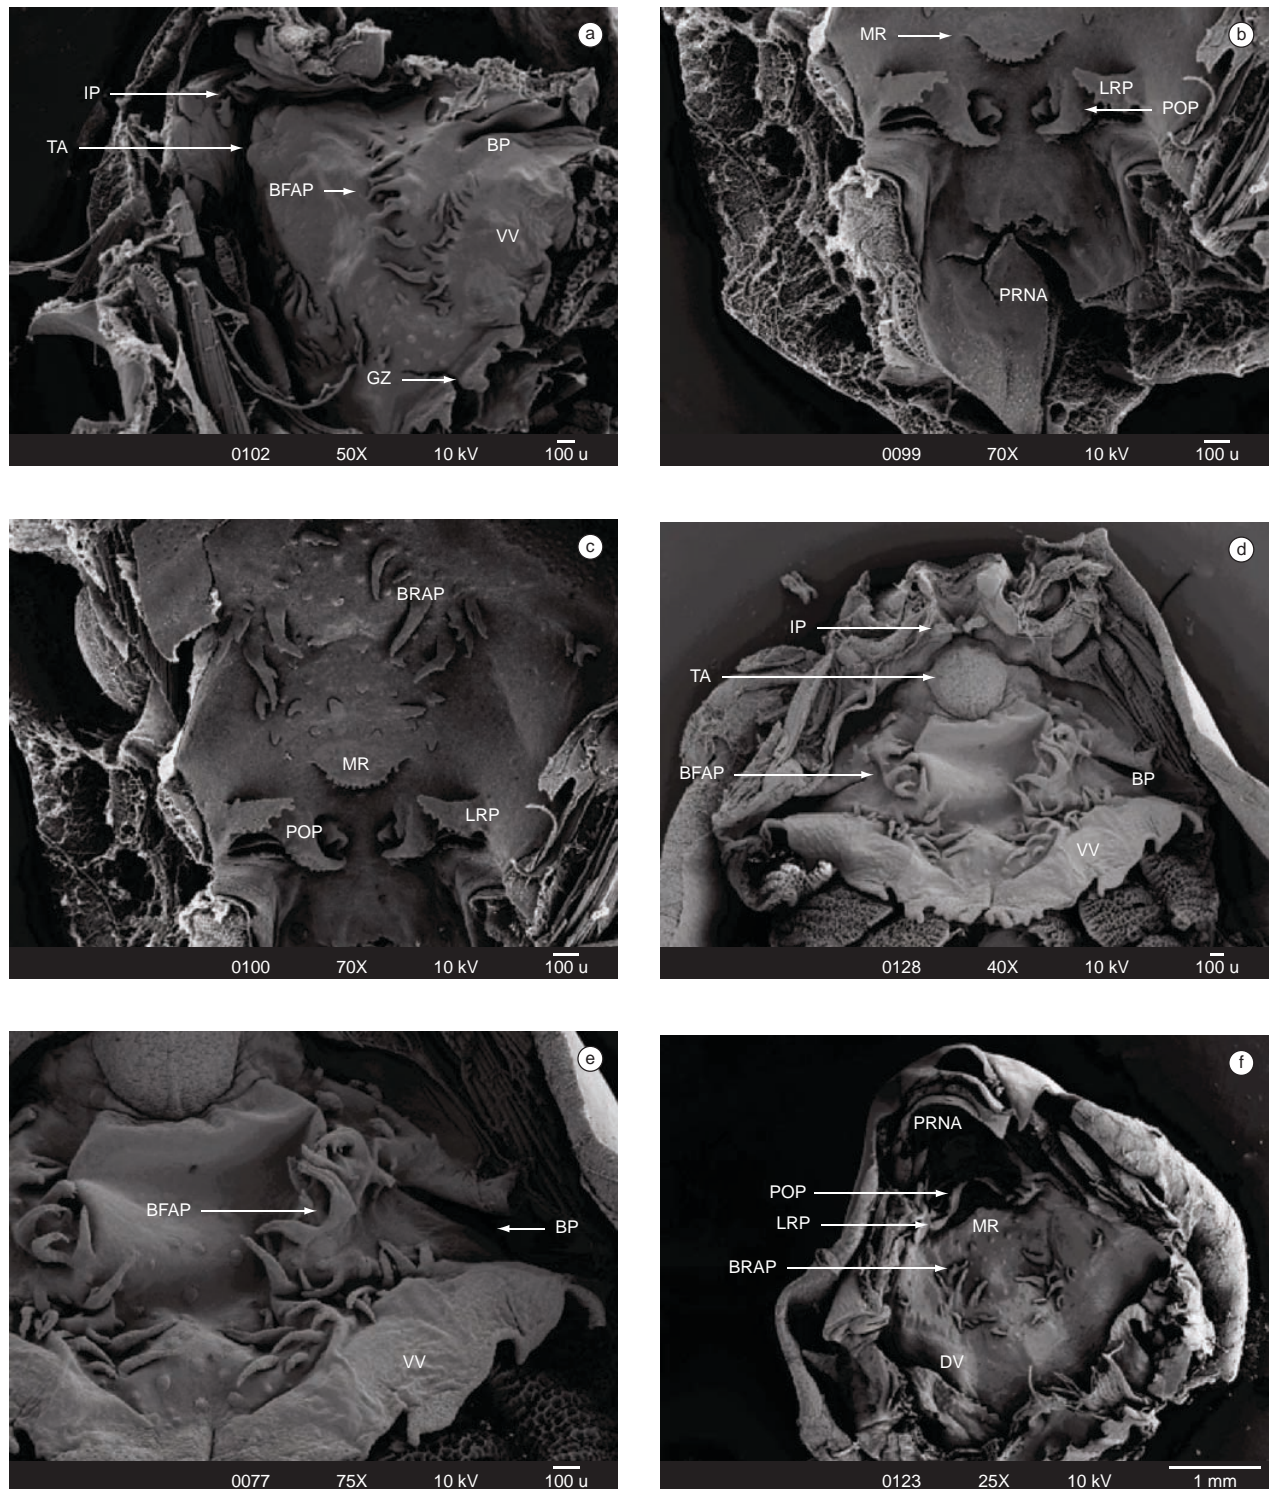 a
IP
TA
BP
BFAP
VV
GZ
0102 50X 10 kV 100 u
b
MR
LRP
POP
PRNA
0099 70X 10 kV 100 u
c
BRAP
MR
LRP
POP
0100 70X 10 kV 100 u
d
IP
TA
BFAP
BP
VV
0128 40X 10 kV 100 u
e
BFAP
BP
VV
0077 75X 10 kV 100 u
f
PRNA
POP
LRP
MR
BRAP
DV
0123 25X 10 kV 1 mm